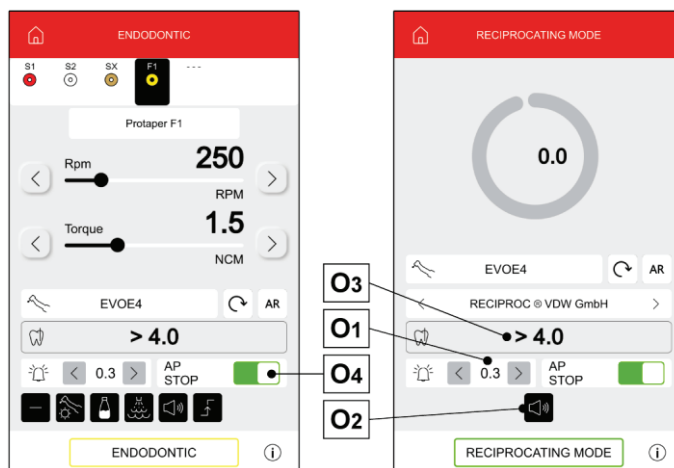 ENDODONTIC
S1 S2 SX F1 ---
Protaper F1
Rpm 250
RPM
Torque 1.5
NCM
EVOE4 AR
> 4.0
0.3 AP STOP
ENDODONTIC i
O3
O1
O4
O2
RECIPROCATING MODE
0.0
EVOE4 AR
< RECIPROC ® VDW GmbH >
> 4.0
0.3 AP STOP
RECIPROCATING MODE i